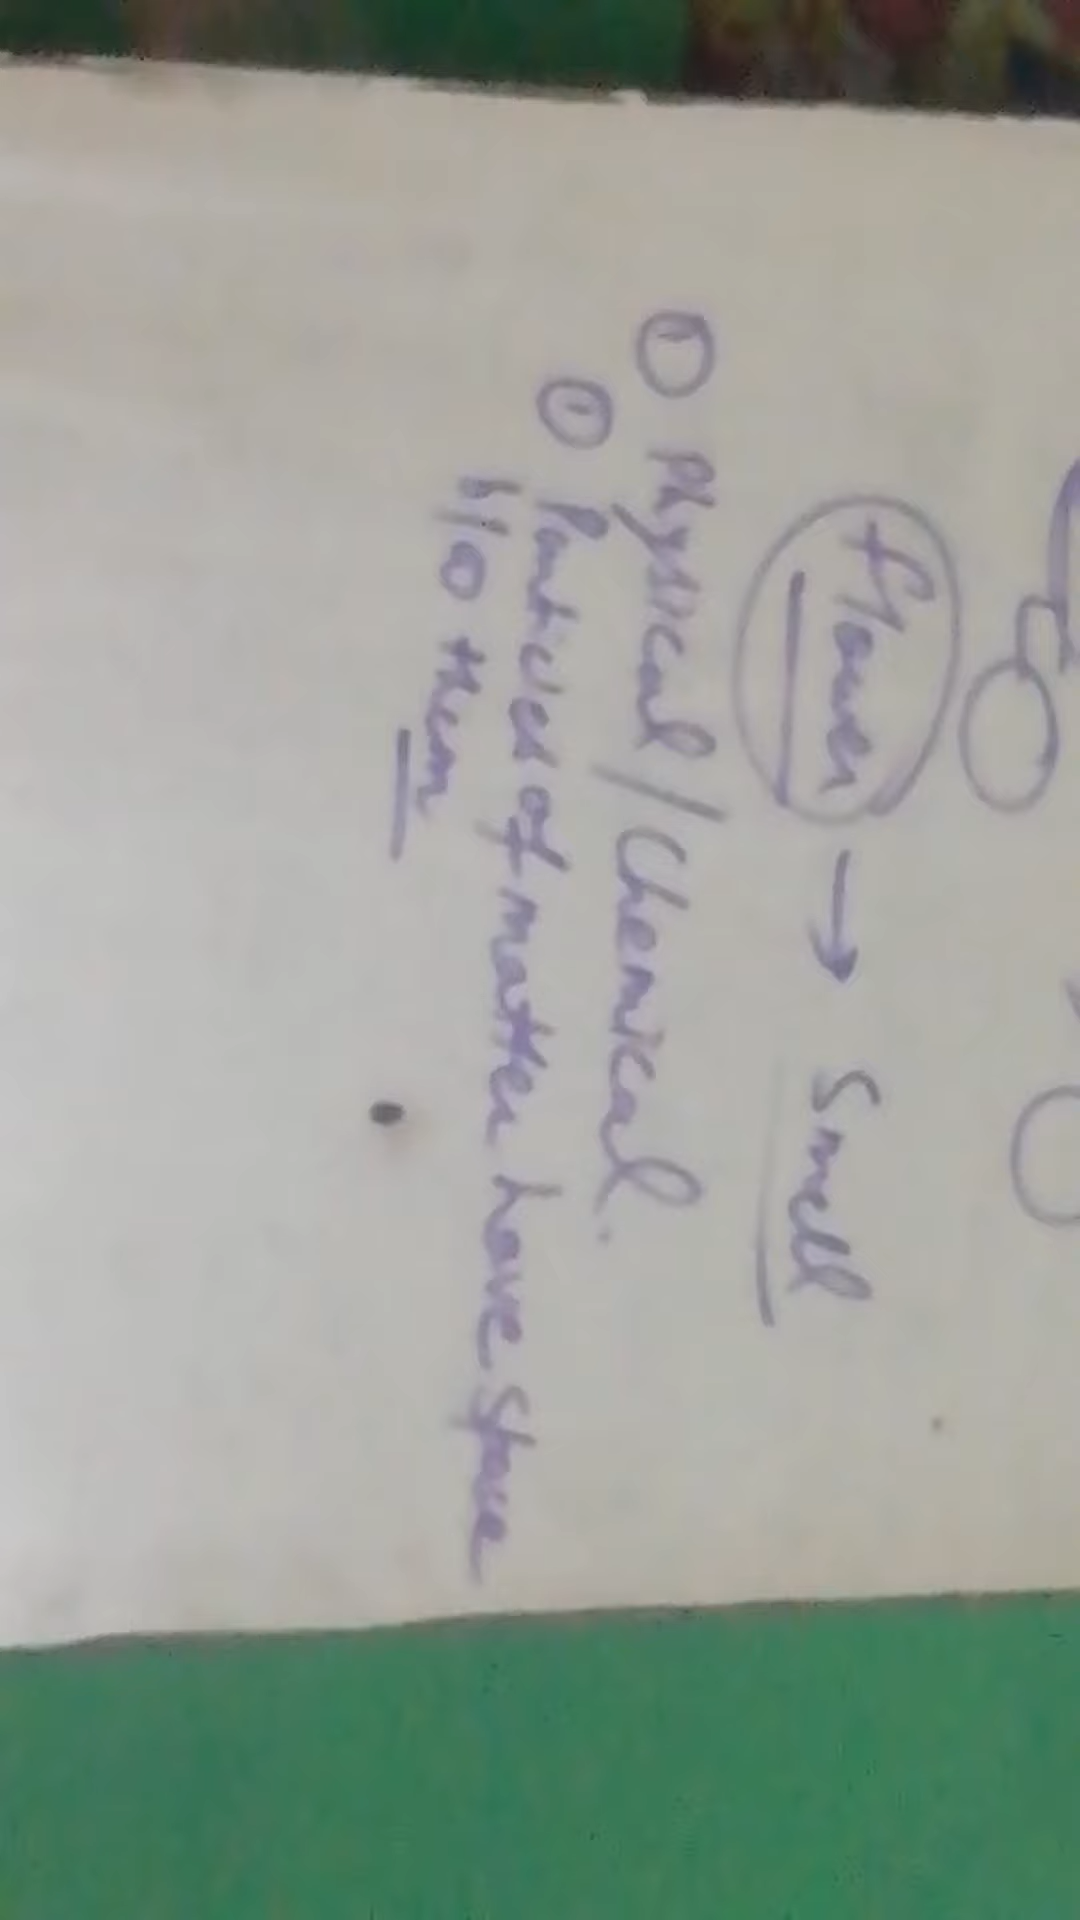 flower → Smell
① Physical / Chemical.
① Particles of matter have space
b/o them